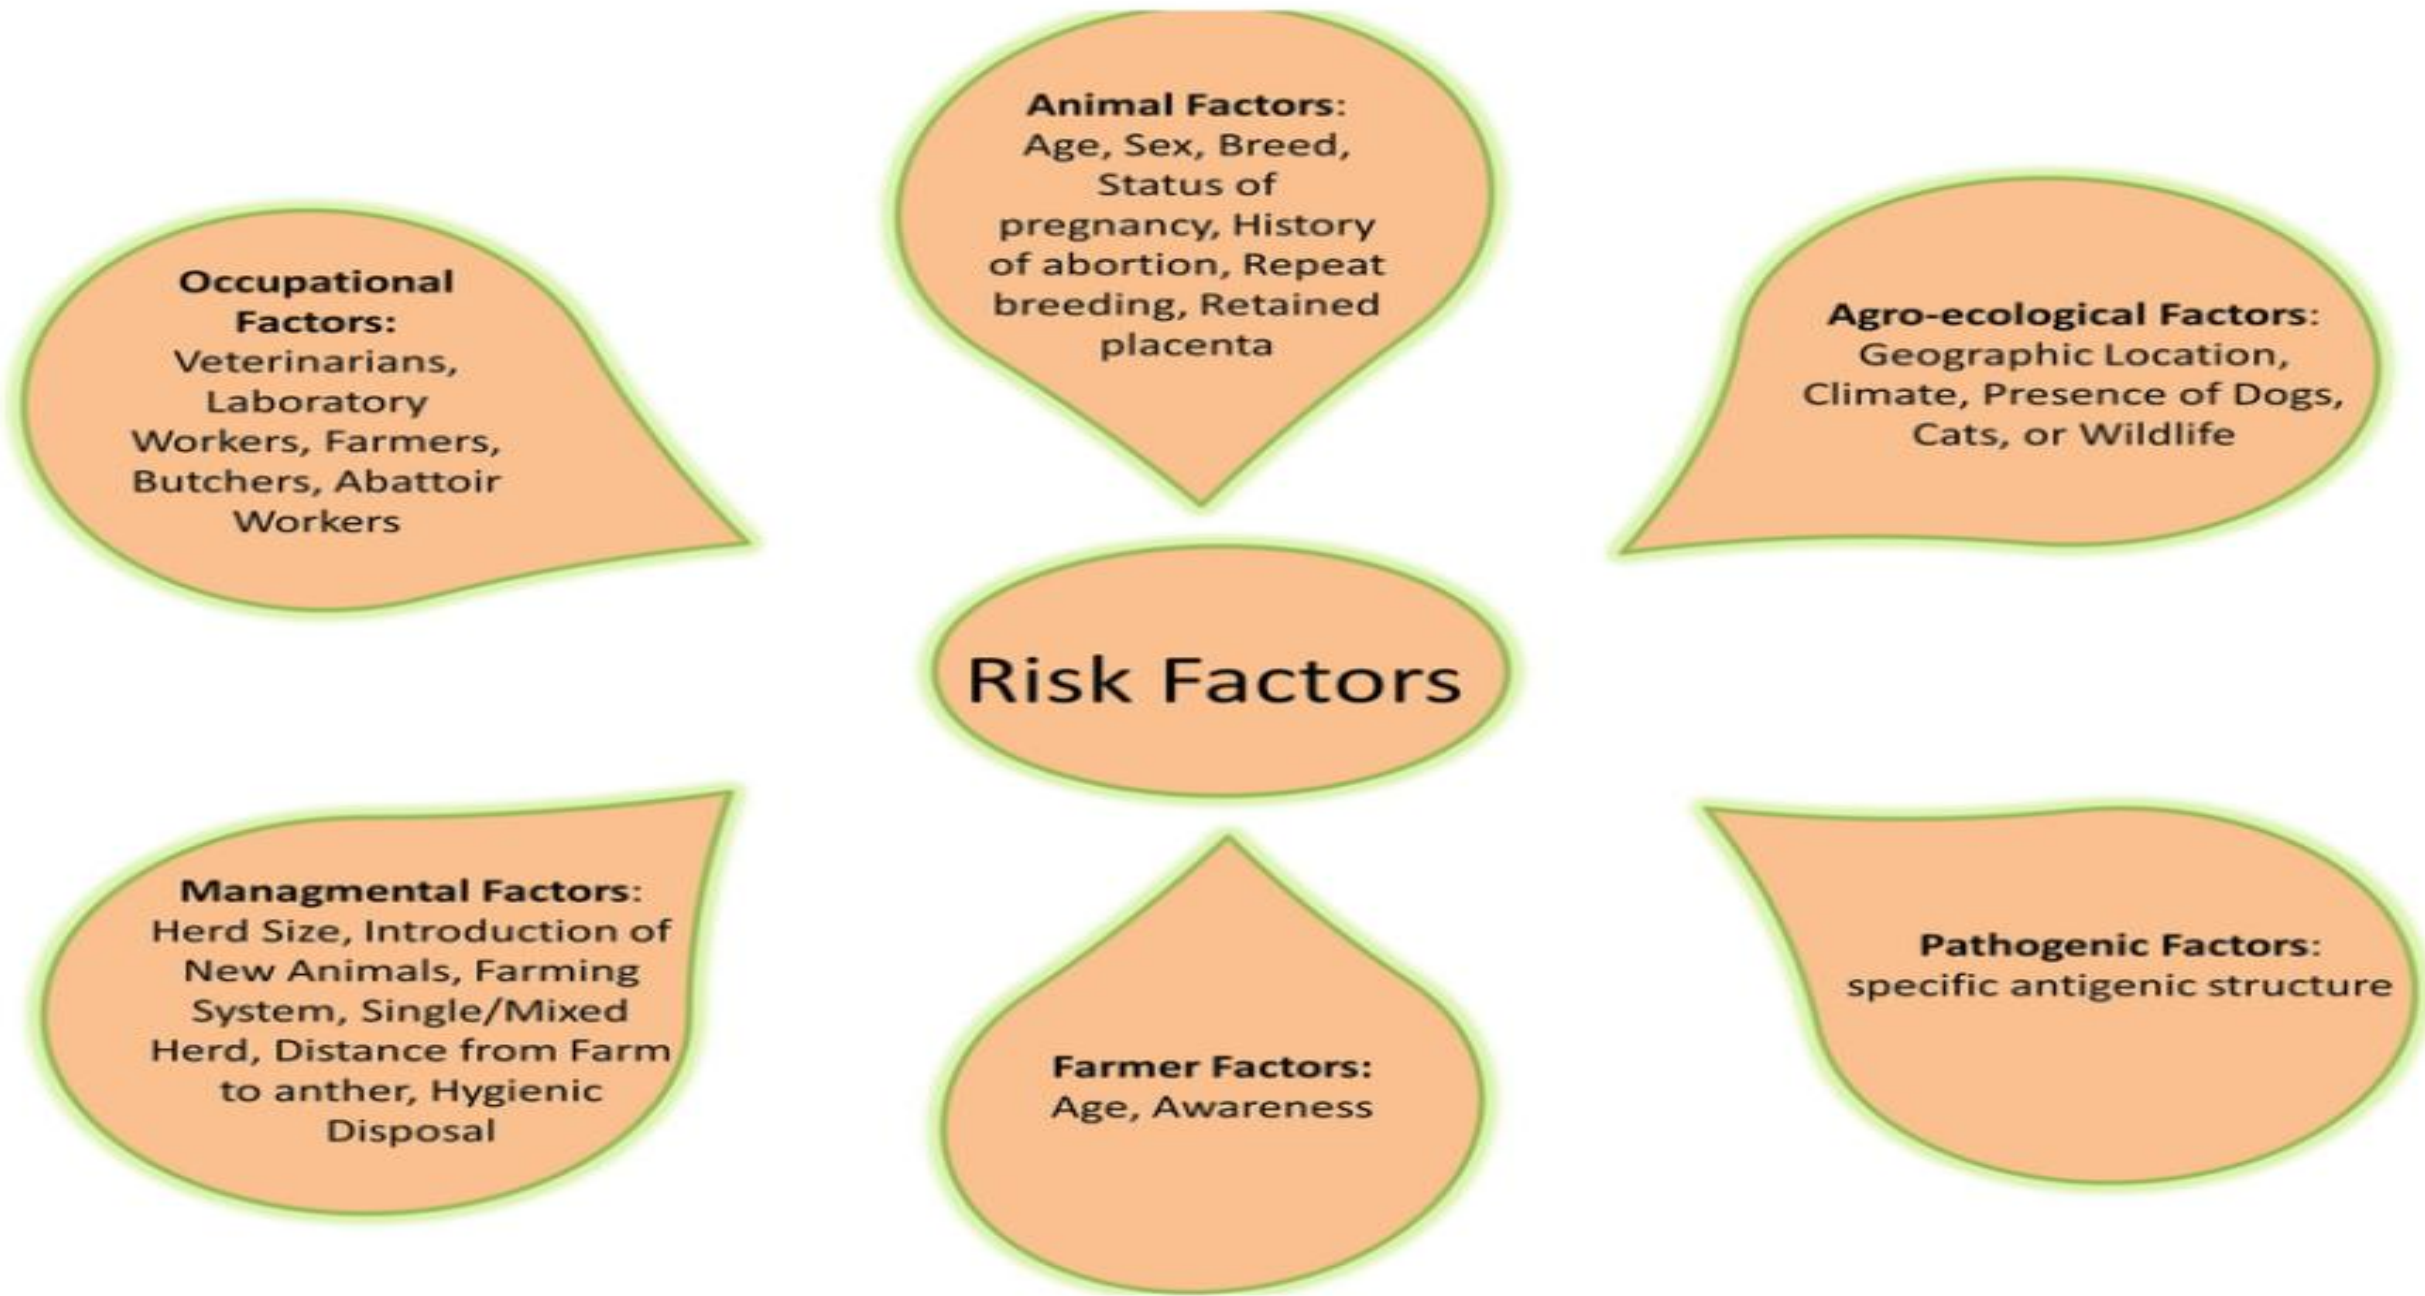 Animal Factors:
Age, Sex, Breed,
Status of
pregnancy, History
of abortion, Repeat
breeding, Retained
placenta
Occupational
Factors:
Veterinarians,
Laboratory
Workers, Farmers,
Butchers, Abattoir
Workers
Agro-ecological Factors:
Geographic Location,
Climate, Presence of Dogs,
Cats, or Wildlife
Risk Factors
Managmental Factors:
Herd Size, Introduction of
New Animals, Farming
System, Single/Mixed
Herd, Distance from Farm
to anther, Hygienic
Disposal
Farmer Factors:
Age, Awareness
Pathogenic Factors:
specific antigenic structure